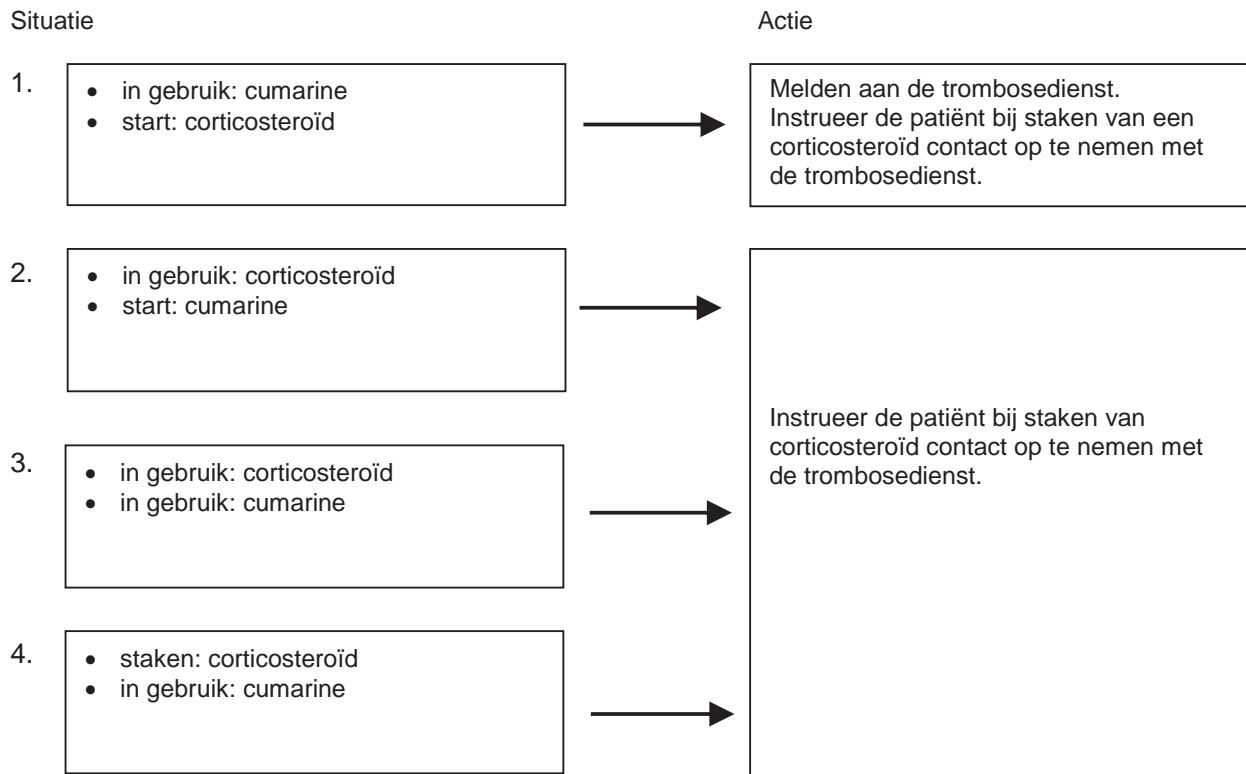 Situatie
Actie
1.
• in gebruik: cumarine
• start: corticosteroïd
Melden aan de trombosedienst.
Instrueer de patiënt bij staken van een
corticosteroïd contact op te nemen met
de trombosedienst.
2.
• in gebruik: corticosteroïd
• start: cumarine
Instrueer de patiënt bij staken van
corticosteroïd contact op te nemen met
de trombosedienst.
3.
• in gebruik: corticosteroïd
• in gebruik: cumarine
4.
• staken: corticosteroïd
• in gebruik: cumarine